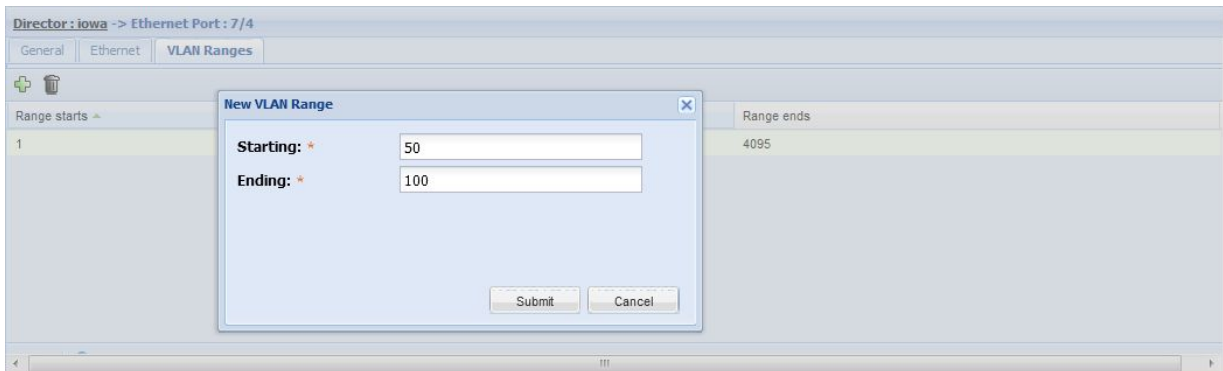 Director : iowa -> Ethernet Port : 7/4
General Ethernet VLAN Ranges
Range starts Range ends
1 4095
New VLAN Range
Starting: * 50
Ending: * 100
Submit Cancel